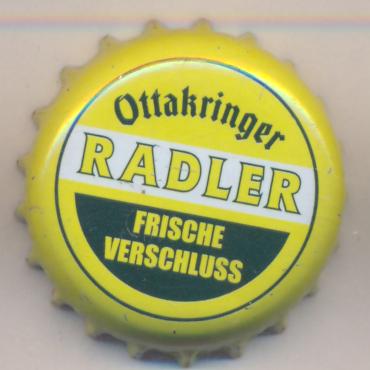 Ottakringer
RADLER
FRISCHE
VERSCHLUSS